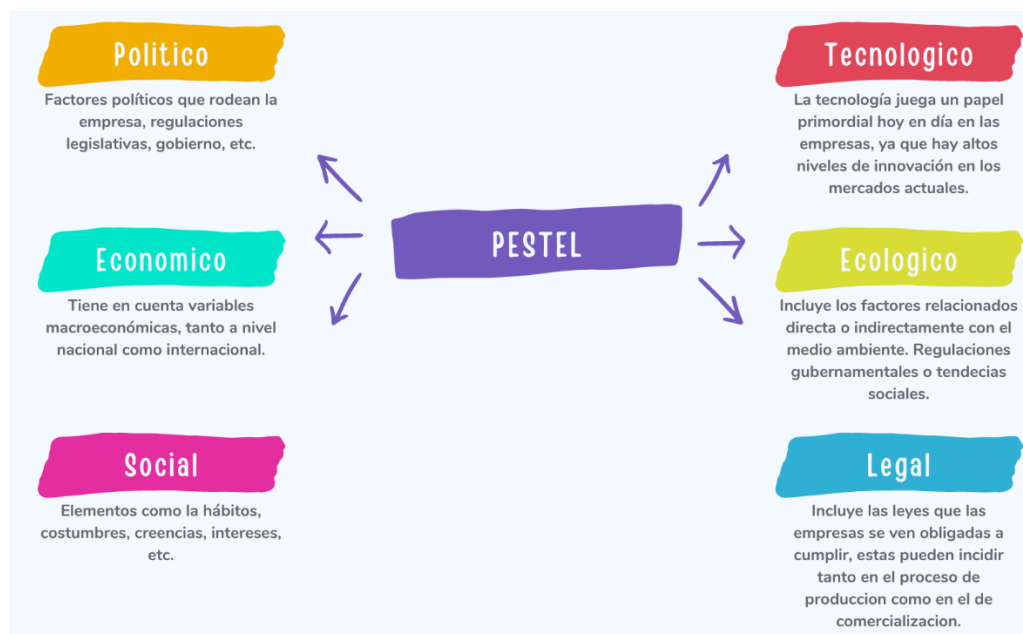 Politico
Factores políticos que rodean la
empresa, regulaciones
legislativas, gobierno, etc.
Economico
Tiene en cuenta variables
macroeconómicas, tanto a nivel
nacional como internacional.
Social
Elementos como la hábitos,
costumbres, creencias, intereses,
etc.
PESTEL
Tecnologico
La tecnología juega un papel
primordial hoy en día en las
empresas, ya que hay altos
niveles de innovación en los
mercados actuales.
Ecologico
Incluye los factores relacionados
directa o indirectamente con el
medio ambiente. Regulaciones
gubernamentales o tendecias
sociales.
Legal
Incluye las leyes que las
empresas se ven obligadas a
cumplir, estas pueden incidir
tanto en el proceso de
produccion como en el de
comercializacion.